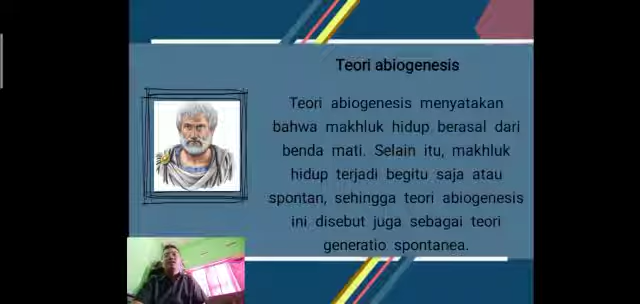 Teori abiogenesis
Teori abiogenesis menyatakan
bahwa makhluk hidup berasal dari
benda mati. Selain itu, makhluk
hidup terjadi begitu saja atau
spontan, sehingga teori abiogenesis
ini disebut juga sebagai teori
generatio spontanea.